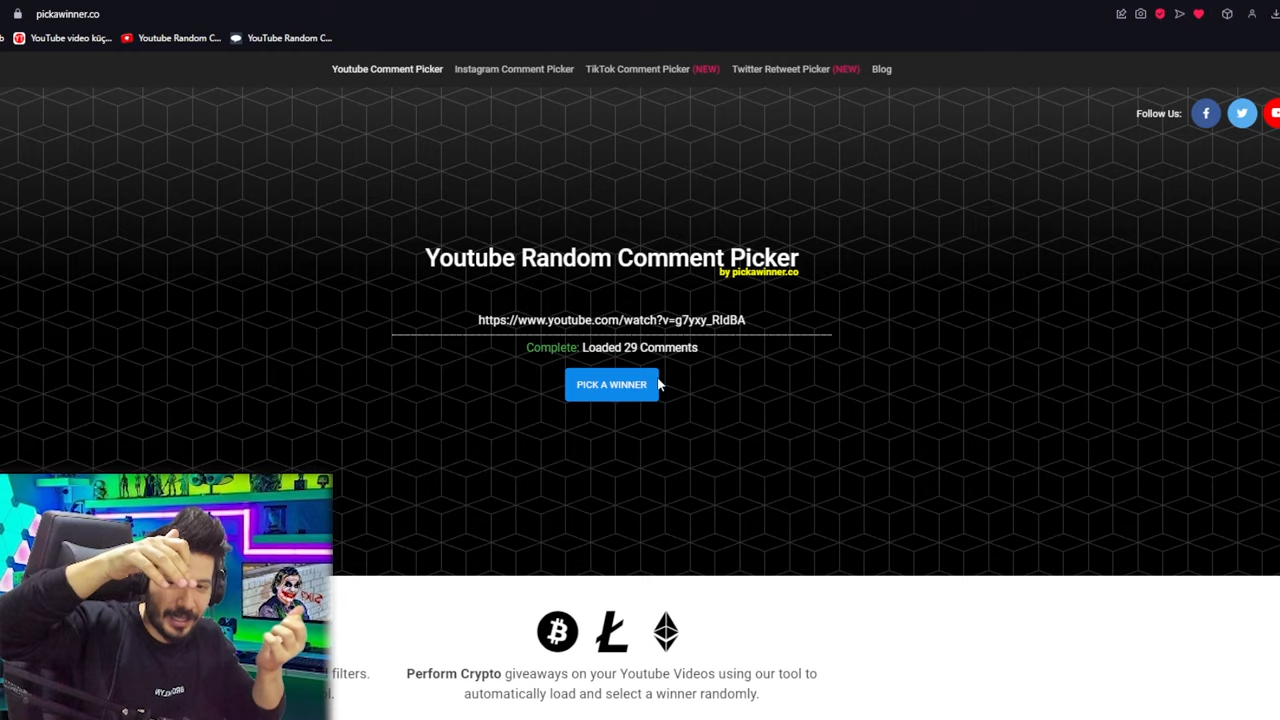 pickawinner.co
YouTube video küç... Youtube Random C... YouTube Random C...
Youtube Comment Picker Instagram Comment Picker TikTok Comment Picker (NEW) Twitter Retweet Picker (NEW) Blog
Follow Us:
Youtube Random Comment Picker
by pickawinner.co
https://www.youtube.com/watch?v=g7yxy_RldBA
Complete: Loaded 29 Comments
PICK A WINNER
filters. Perform Crypto giveaways on your Youtube Videos using our tool to
automatically load and select a winner randomly.